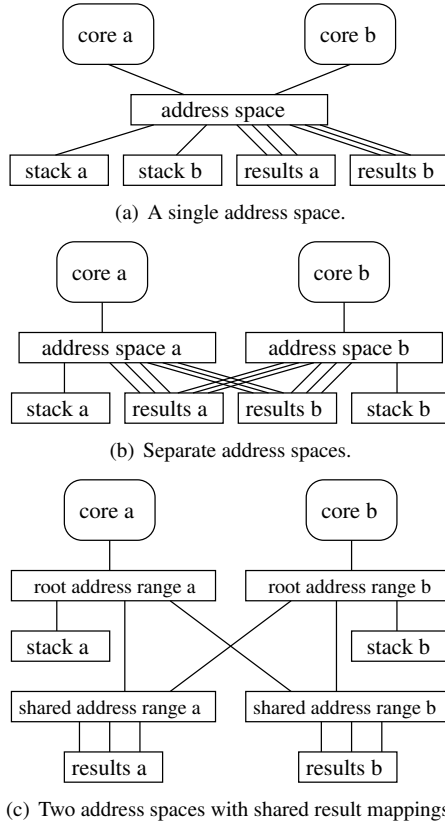 core a
core b
address space
stack a
stack b
results a
results b
(a) A single address space.
core a
core b
address space a
address space b
stack a
results a
results b
stack b
(b) Separate address spaces.
core a
core b
root address range a
root address range b
stack a
stack b
shared address range a
shared address range b
results a
results b
(c) Two address spaces with shared result mappings